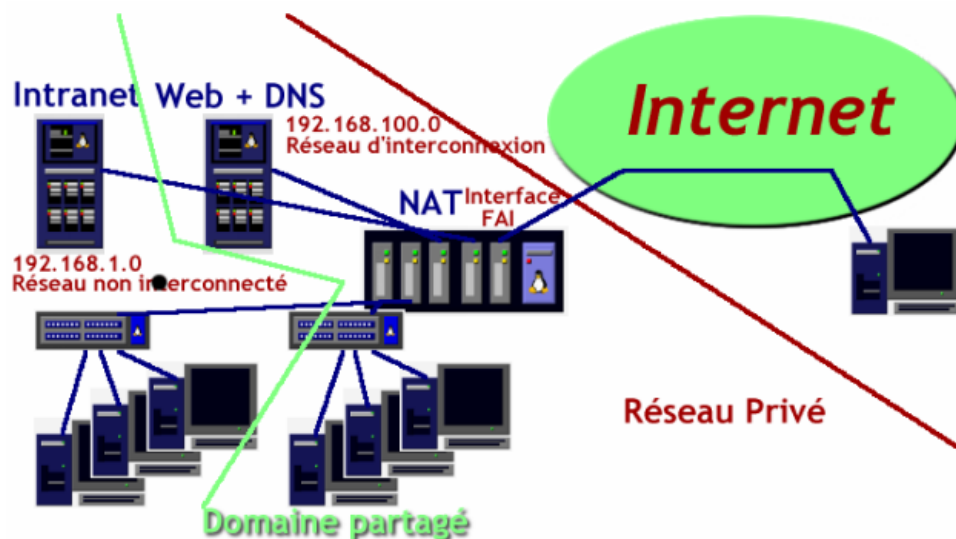 Intranet
Web + DNS
Internet
192.168.100.0
Réseau d'interconnexion
NAT
Interface
FAI
192.168.1.0
Réseau non interconnecté
Réseau Privé
Domaine partagé